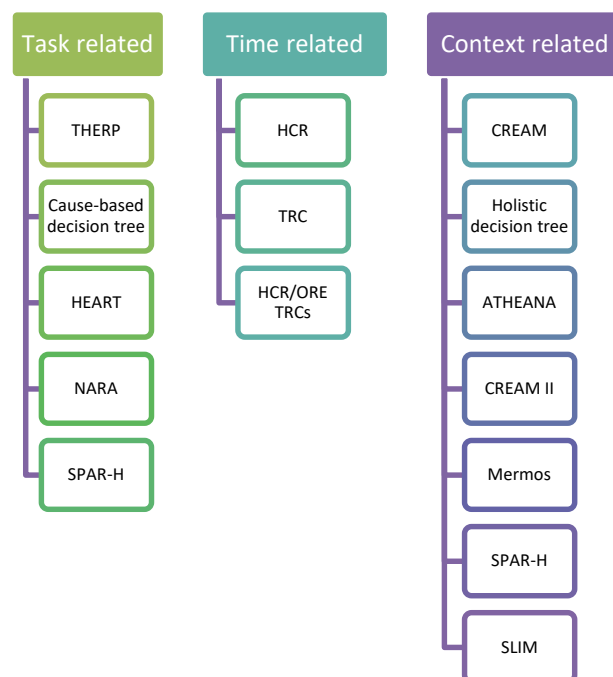 Task related
THERP
Cause-based
decision tree
HEART
NARA
SPAR-H
Time related
HCR
TRC
HCR/ORE
TRCs
Context related
CREAM
Holistic
decision tree
ATHEANA
CREAM II
Mermos
SPAR-H
SLIM